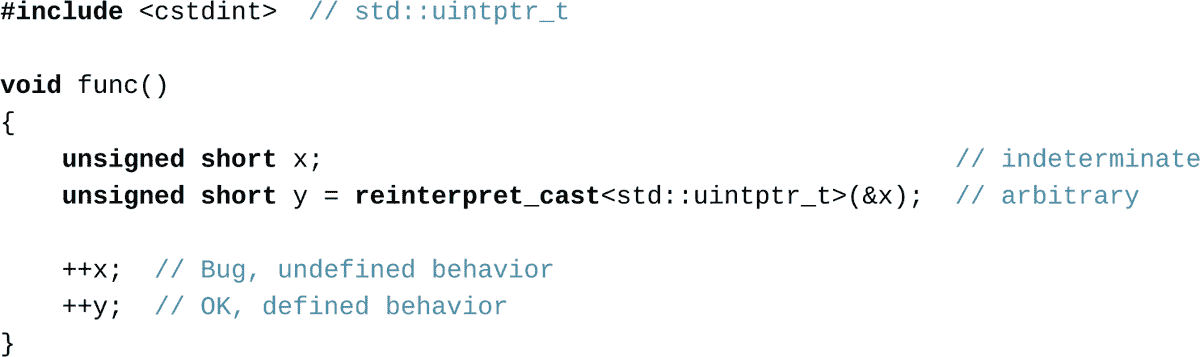 #include <cstdint>  // std::uintptr_t
void func()
{
    unsigned short x;                                          // indeterminate
    unsigned short y = reinterpret_cast<std::uintptr_t>(&x);  // arbitrary
    ++x;  // Bug, undefined behavior
    ++y;  // OK, defined behavior
}